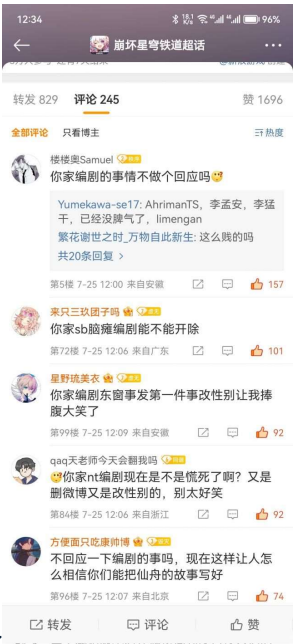 12:34
18.1 K/s 96%
崩坏星穹铁道超话
转发 829 评论 245 赞 1696
全部评论 只看博主 热度
楼楼奥Samuel
你家编剧的事情不做个回应吗
Yumekawa-se17: AhrimanTS，李孟安，李猛
干，已经没脾气了, limengan
繁花谢世之时_万物自此新生: 这么贱的吗
共20条回复 >
第5楼 7-25 12:00 来自安徽 157
来只三玖团子吗
你家sb脑瘫编剧能不能开除
第72楼 7-25 12:06 来自广东 101
星野琉美衣
你家编剧东窗事发第一件事改性别让我捧
腹大笑了
第99楼 7-25 12:09 来自安徽 92
qaq天老师今天会翻我吗
你家nt编剧现在是不是慌死了啊？又是
删微博又是改性别的，别太好笑
第84楼 7-25 12:06 来自浙江 92
方便面只吃康帅博
不回应一下编剧的事吗，现在这样让人怎
么相信你们能把仙舟的故事写好
第96楼 7-25 12:07 来自北京 74
转发 评论 赞